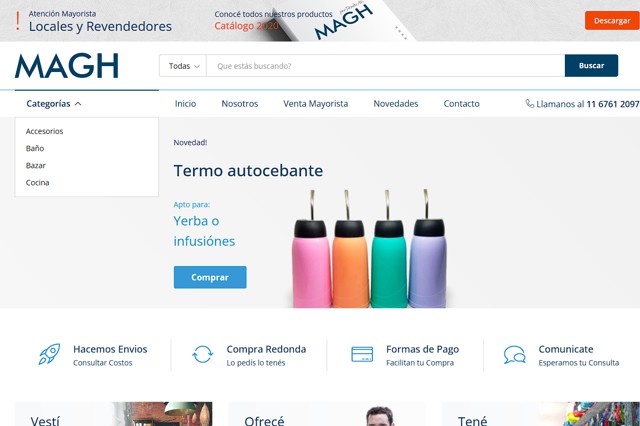 Atención Mayorista
Locales y Revendedores
Conocé todos nuestros productos
Catálogo 2020
MAGH
Descargar
MAGH
Todas
Que estás buscando?
Buscar
Categorías
Inicio
Nosotros
Venta Mayorista
Novedades
Contacto
Llamanos al 11 6761 2097
Accesorios
Baño
Bazar
Cocina
Novedad!
Termo autocebante
Apto para:
Yerba o
infusiónes
Comprar
Hacemos Envios
Consultar Costos
Compra Redonda
Lo pedís lo tenés
Formas de Pago
Facilitan tu Compra
Comunicate
Esperamos tu Consulta
Vestí
Ofrecé
Tené